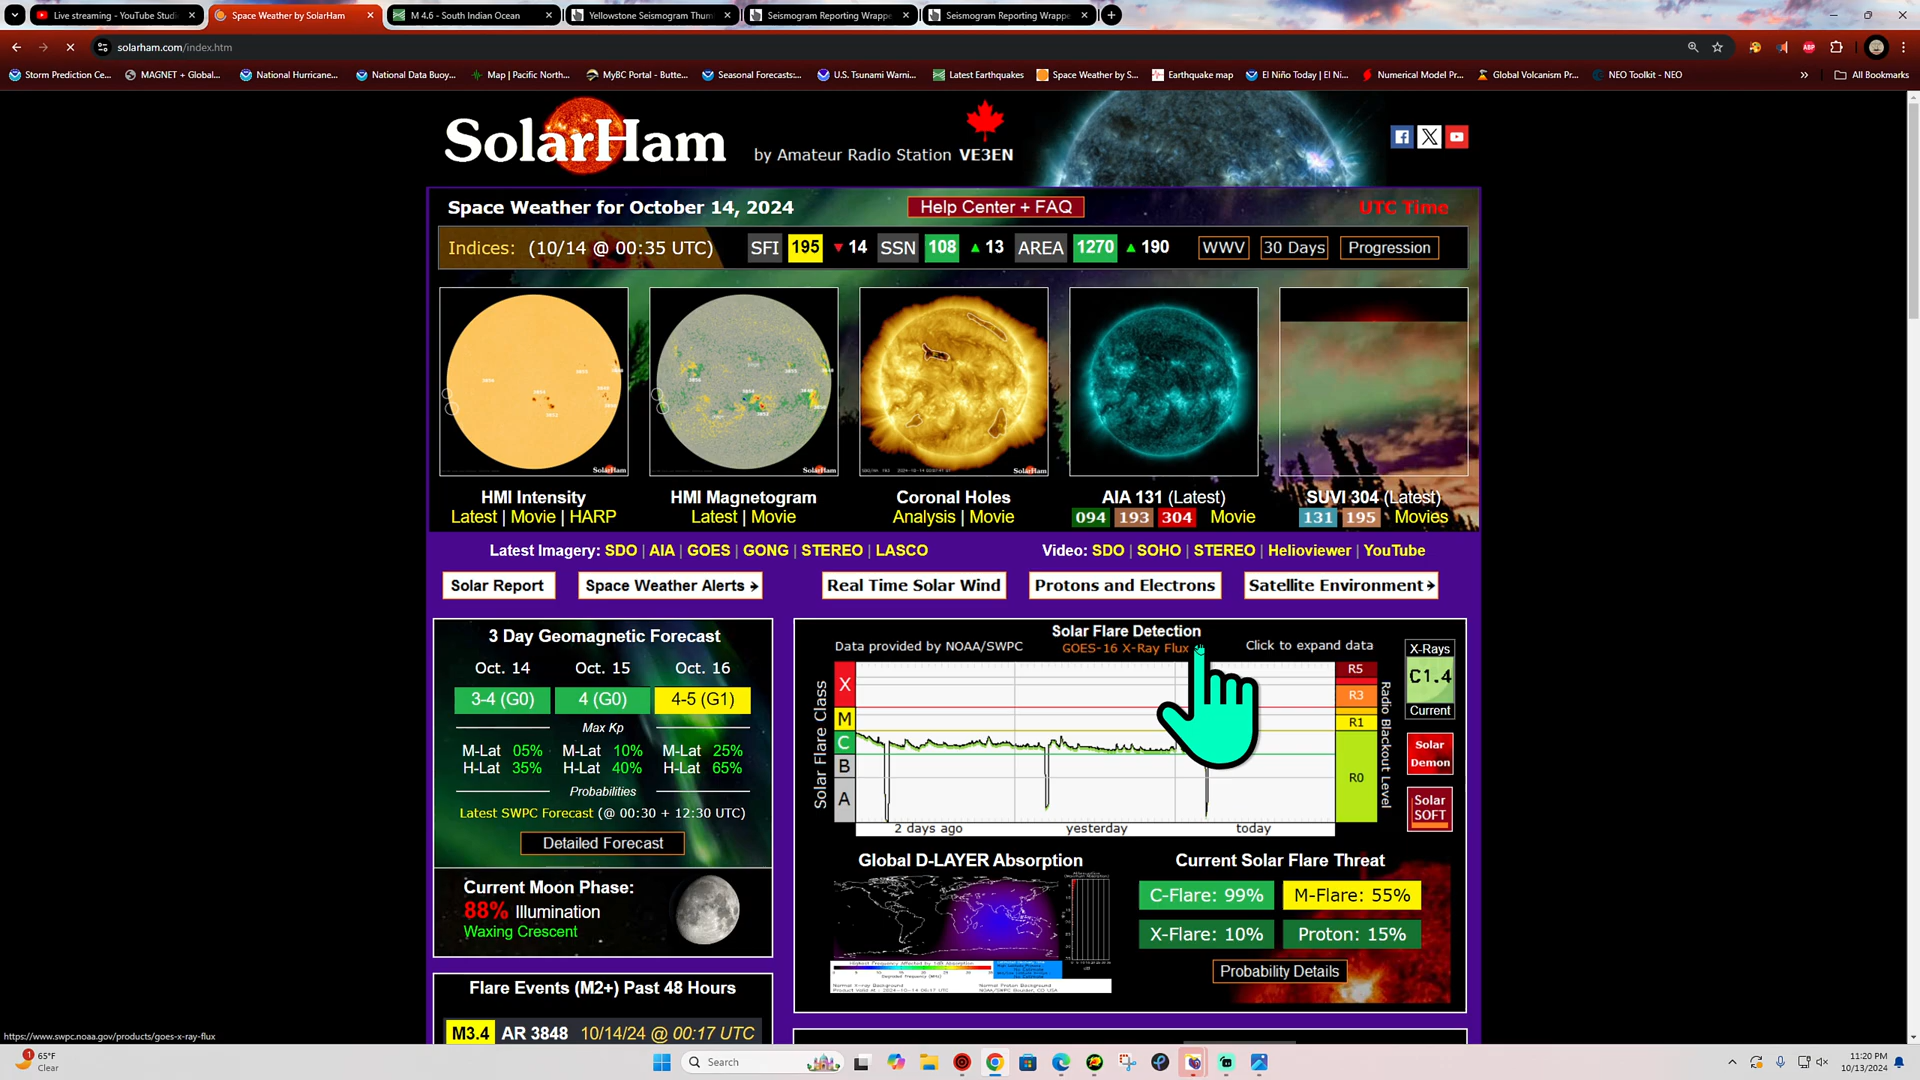 Live streaming - YouTube Studi
Space Weather by SolarHam
M 4.6 - South Indian Ocean
Yellowstone Seismogram Thum
Seismogram Reporting Wrappe
Seismogram Reporting Wrappe
solarham.com/index.htm
Storm Prediction Ce...
MAGNET + Global...
National Hurricane...
National Data Buoy...
Map | Pacific North...
MyBC Portal - Butte...
Seasonal Forecasts:...
U.S. Tsunami Warni...
Latest Earthquakes
Space Weather by S...
Earthquake map
El Niño Today | El Ni...
Numerical Model Pr...
Global Volcanism Pr...
NEO Toolkit - NEO
All Bookmarks
SolarHam
by Amateur Radio Station VE3EN
Space Weather for October 14, 2024
Help Center + FAQ
UTC Time
Indices: (10/14 @ 00:35 UTC)
SFI 195 ▼ 14 SSN 108 ▲ 13 AREA 1270 ▲ 190
WWV
30 Days
Progression
SolarHam
SolarHam
SolarHam
HMI Intensity
Latest | Movie | HARP
HMI Magnetogram
Latest | Movie
Coronal Holes
Analysis | Movie
AIA 131 (Latest)
094 193 304 Movie
SUVI 304 (Latest)
131 195 Movies
Latest Imagery: SDO | AIA | GOES | GONG | STEREO | LASCO
Video: SDO | SOHO | STEREO | Helioviewer | YouTube
Solar Report
Space Weather Alerts
Real Time Solar Wind
Protons and Electrons
Satellite Environment
3 Day Geomagnetic Forecast
Oct. 14 Oct. 15 Oct. 16
3-4 (G0) 4 (G0) 4-5 (G1)
Max Kp
M-Lat 05% M-Lat 10% M-Lat 25%
H-Lat 35% H-Lat 40% H-Lat 65%
Probabilities
Latest SWPC Forecast (@ 00:30 + 12:30 UTC)
Detailed Forecast
Current Moon Phase:
88% Illumination
Waxing Crescent
Flare Events (M2+) Past 48 Hours
M3.4 AR 3848 10/14/24 @ 00:17 UTC
Solar Flare Detection
Data provided by NOAA/SWPC
GOES-16 X-Ray Flux
Click to expand data
Solar Flare Class
X
M
C
B
A
R5
R3
R1
R0
Radio Blackout Level
2 days ago yesterday today
X-Rays
C1.4
Current
Solar
Demon
Solar
SOFT
Global D-LAYER Absorption
Current Solar Flare Threat
C-Flare: 99%
M-Flare: 55%
X-Flare: 10%
Proton: 15%
Probability Details
https://www.swpc.noaa.gov/products/goes-x-ray-flux
1
65°F
Clear
Search
11:20 PM
10/13/2024